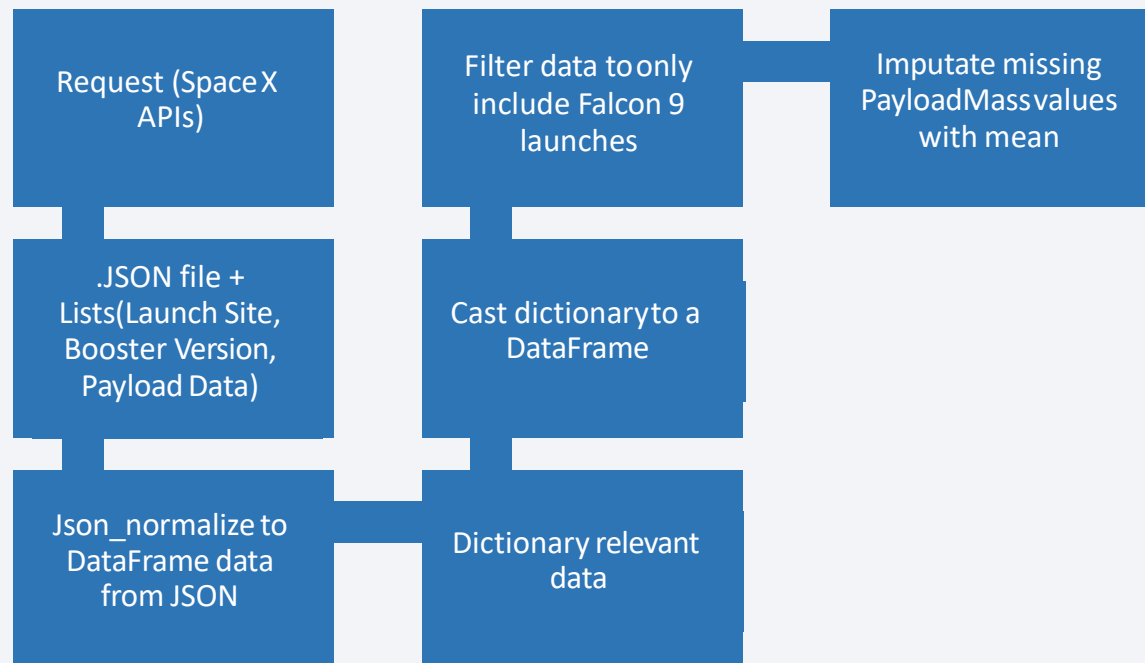 Request (Space X
APIs)
.JSON file +
Lists(Launch Site,
Booster Version,
Payload Data)
Json_normalize to
DataFrame data
from JSON
Dictionary relevant
data
Cast dictionary to a
DataFrame
Filter data to only
include Falcon 9
launches
Imputate missing
PayloadMass values
with mean